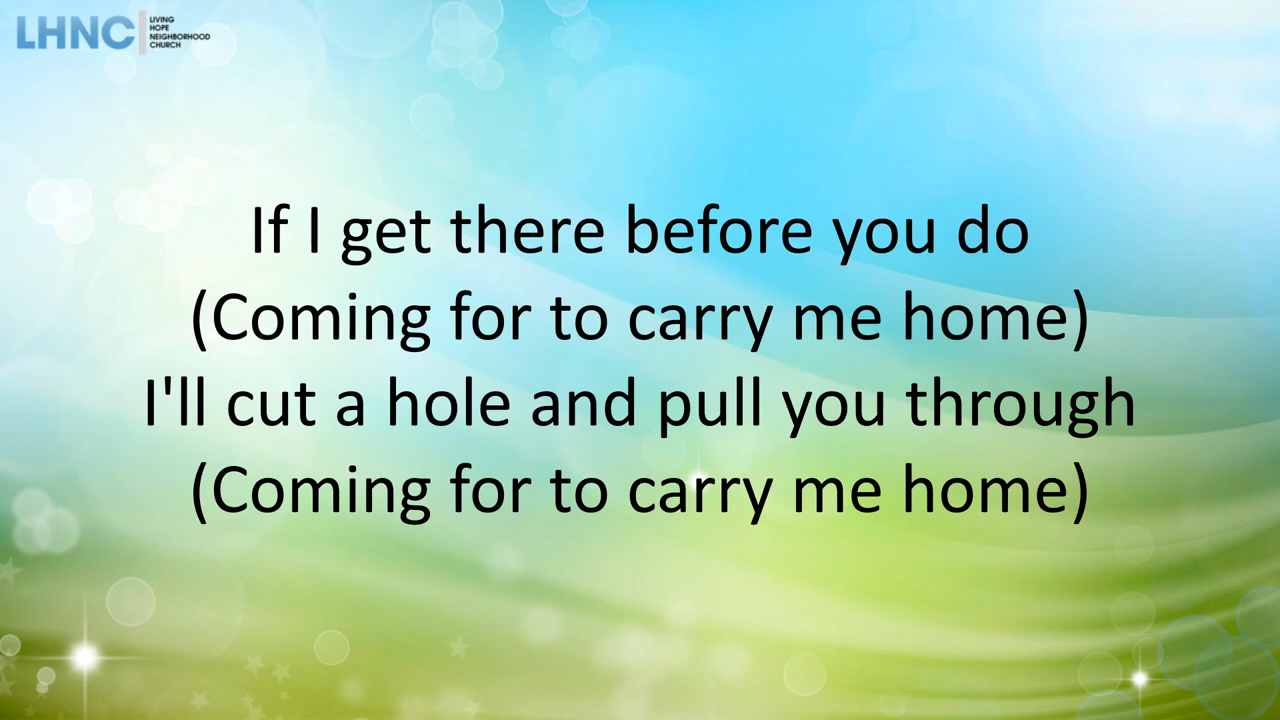 LHNC
LIVING
HOPE
NEIGHBORHOOD
CHURCH
If I get there before you do
(Coming for to carry me home)
I'll cut a hole and pull you through
(Coming for to carry me home)